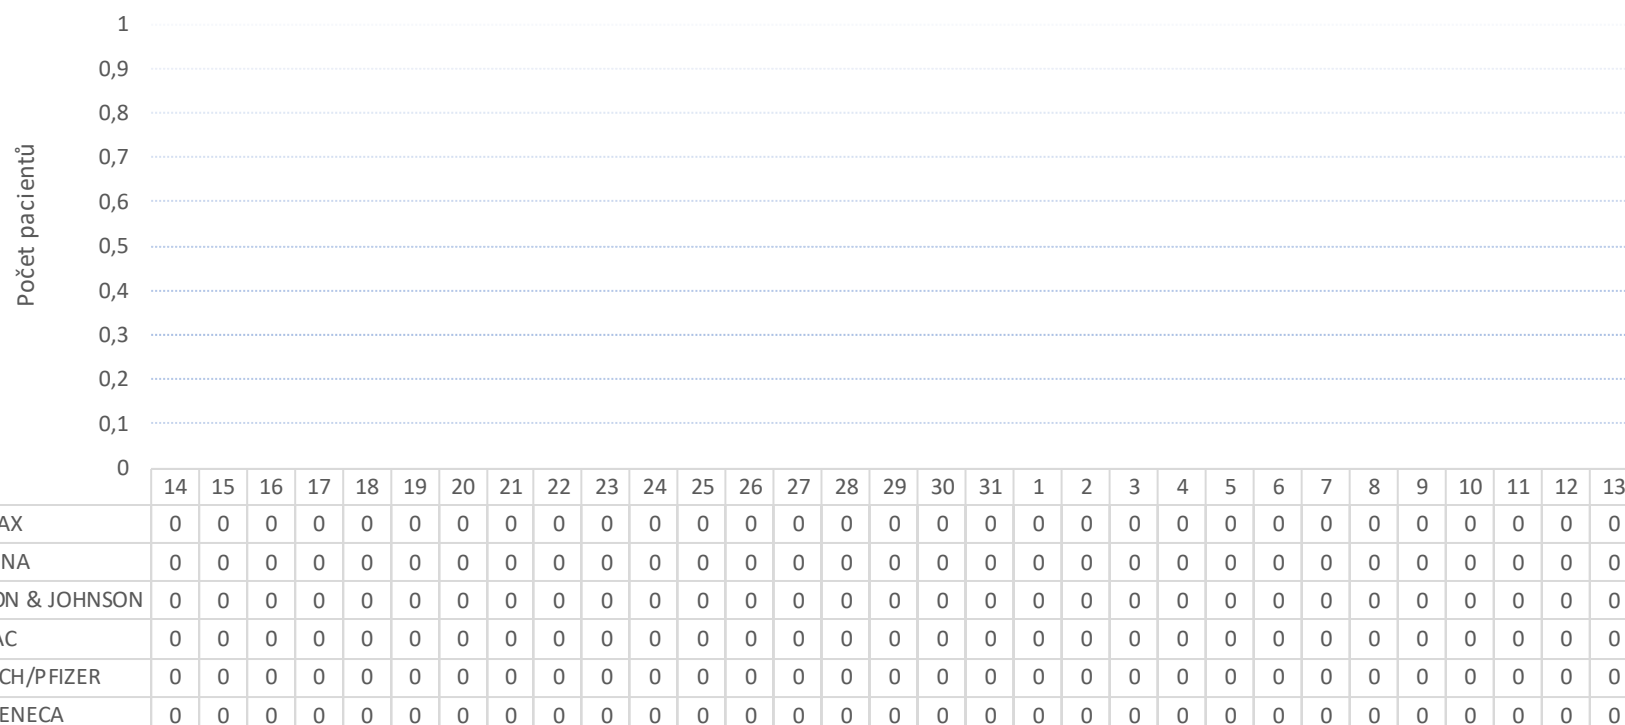 1
0,9
0,8
0,7
0,6
0,5
0,4
0,3
0,2
0,1
0
Počet pacientů
14 15 16 17 18 19 20 21 22 23 24 25 26 27 28 29 30 31 1 2 3 4 5 6 7 8 9 10 11 12 13
AX 0 0 0 0 0 0 0 0 0 0 0 0 0 0 0 0 0 0 0 0 0 0 0 0 0 0 0 0 0 0 0
NA 0 0 0 0 0 0 0 0 0 0 0 0 0 0 0 0 0 0 0 0 0 0 0 0 0 0 0 0 0 0 0
ON & JOHNSON 0 0 0 0 0 0 0 0 0 0 0 0 0 0 0 0 0 0 0 0 0 0 0 0 0 0 0 0 0 0 0
AC 0 0 0 0 0 0 0 0 0 0 0 0 0 0 0 0 0 0 0 0 0 0 0 0 0 0 0 0 0 0 0
CH/PFIZER 0 0 0 0 0 0 0 0 0 0 0 0 0 0 0 0 0 0 0 0 0 0 0 0 0 0 0 0 0 0 0
ENECA 0 0 0 0 0 0 0 0 0 0 0 0 0 0 0 0 0 0 0 0 0 0 0 0 0 0 0 0 0 0 0